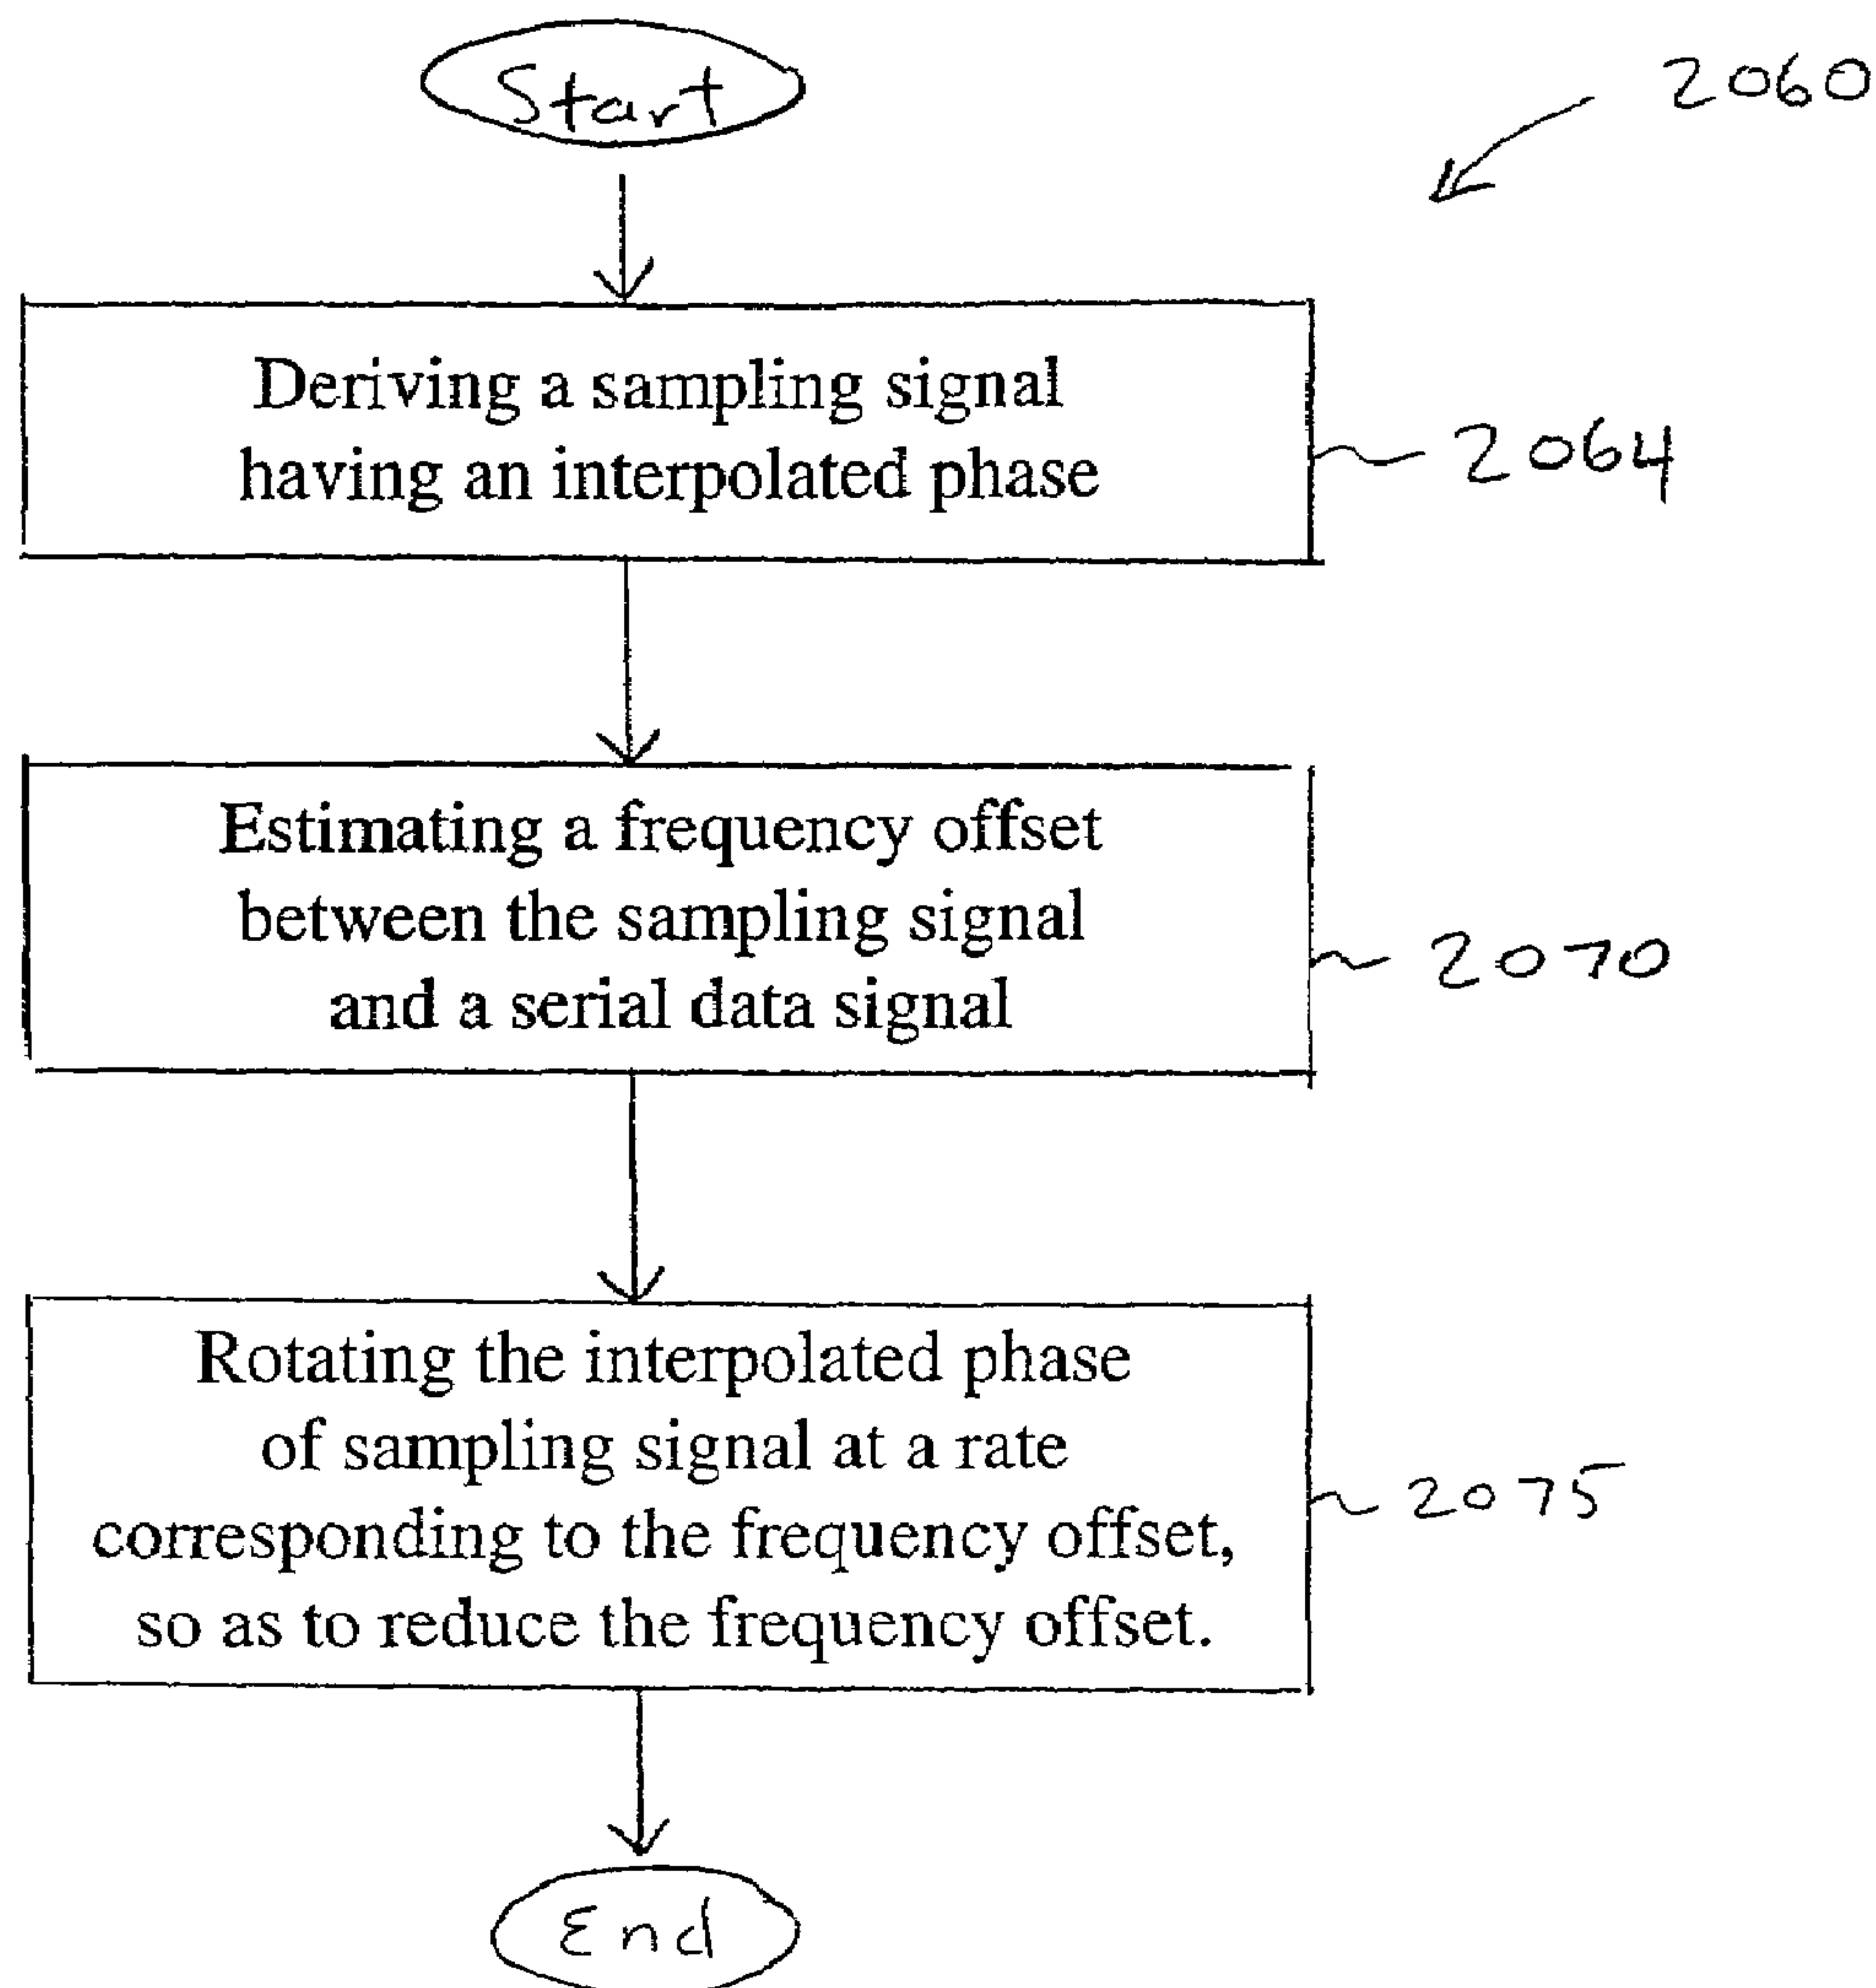 Start
2060
Deriving a sampling signal
having an interpolated phase
2064
Estimating a frequency offset
between the sampling signal
and a serial data signal
2070
Rotating the interpolated phase
of sampling signal at a rate
corresponding to the frequency offset,
so as to reduce the frequency offset.
2075
End